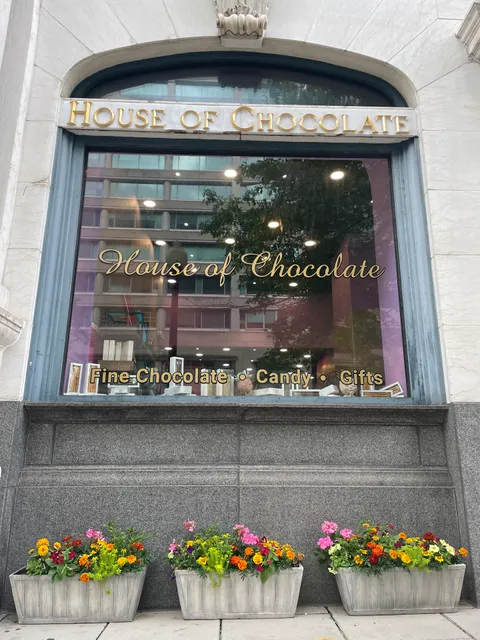 HOUSE OF CHOCOLATE
House of Chocolate
Fine Chocolate • Candy • Gifts